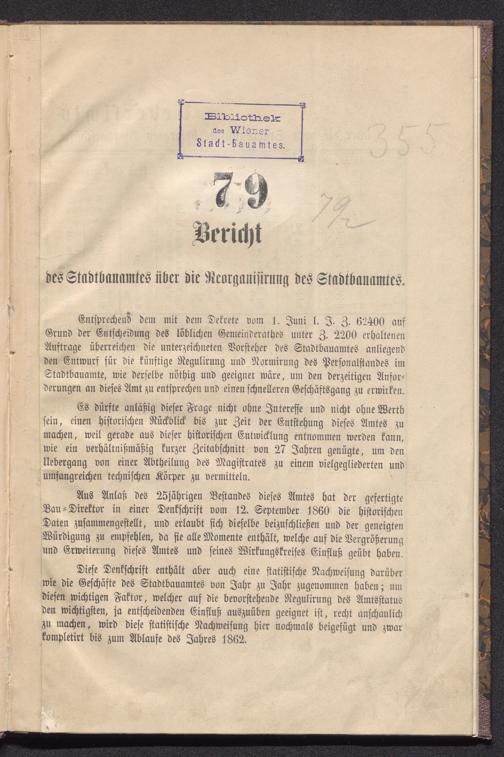 Bibliothek
des Wiener
Stadt-Bauamtes.
355
79
79/2
Bericht
des Stadtbauamtes über die Reorganisirung des Stadtbauamtes.
Entsprechend dem mit dem Dekrete vom 1. Juni l. J. Z. 62400 auf
Grund der Entscheidung des löblichen Gemeinderathes unter Z. 2200 erhaltenen
Auftrage überreichen die unterzeichneten Vorsteher des Stadtbauamtes anliegend
den Entwurf für die künftige Regulirung und Normirung des Personalstandes im
Stadtbauamte, wie derselbe nöthig und geeignet wäre, um den derzeitigen Anfor-
derungen an dieses Amt zu entsprechen und einen schnelleren Geschäftsgang zu erwirken.
Es dürfte anläßig dieser Frage nicht ohne Interesse und nicht ohne Werth
sein, einen historischen Rückblick bis zur Zeit der Entstehung dieses Amtes zu
machen, weil gerade aus dieser historischen Entwicklung entnommen werden kann,
wie ein verhältnißmäßig kurzer Zeitabschnitt von 27 Jahren genügte, um den
Uebergang von einer Abtheilung des Magistrates zu einem vielgegliederten und
umfangreichen technischen Körper zu vermitteln.
Aus Anlaß des 25jährigen Bestandes dieses Amtes hat der gefertigte
Bau-Direktor in einer Denkschrift vom 12. September 1860 die historischen
Daten zusammengestellt, und erlaubt sich dieselbe beizuschließen und der geneigten
Würdigung zu empfehlen, da sie alle Momente enthält, welche auf die Vergrößerung
und Erweiterung dieses Amtes und seines Wirkungskreises Einfluß geübt haben.
Diese Denkschrift enthält aber auch eine statistische Nachweisung darüber
wie die Geschäfte des Stadtbauamtes von Jahr zu Jahr zugenommen haben; um
diesen wichtigen Faktor, welcher auf die bevorstehende Regulirung des Amtsstatus
den wichtigsten, ja entscheidenden Einfluß auszuüben geeignet ist, recht anschaulich
zu machen, wird diese statistische Nachweisung hier nochmals beigefügt und zwar
kompletirt bis zum Ablaufe des Jahres 1862.